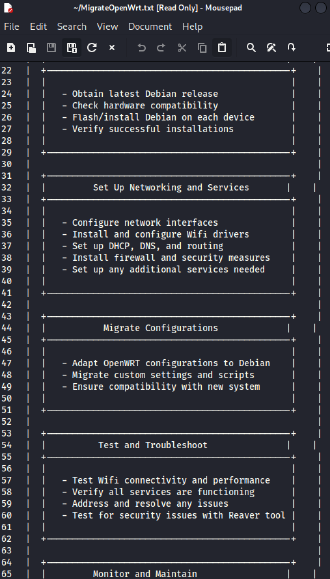 ~/MigrateOpenWrt.txt [Read Only] - Mousepad
File Edit Search View Document Help
22 | +------------------------------------------------+ |
23 | | |
24 | - Obtain latest Debian release | |
25 | - Check hardware compatibility | |
26 | - Flash/install Debian on each device | |
27 | - Verify successful installations | |
28 | | |
29 | +------------------------------------------------+ |
30 | |
31 | +------------------------------------------------+ |
32 | Set Up Networking and Services | |
33 | +------------------------------------------------+ |
34 | | |
35 | - Configure network interfaces | |
36 | - Install and configure Wifi drivers | |
37 | - Set up DHCP, DNS, and routing | |
38 | - Install firewall and security measures | |
39 | - Set up any additional services needed | |
40 | | |
41 | +------------------------------------------------+ |
42 | |
43 | +------------------------------------------------+ |
44 | Migrate Configurations | |
45 | +------------------------------------------------+ |
46 | | |
47 | - Adapt OpenWRT configurations to Debian | |
48 | - Migrate custom settings and scripts | |
49 | - Ensure compatibility with new system | |
50 | | |
51 | +------------------------------------------------+ |
52 | |
53 | +------------------------------------------------+ |
54 | Test and Troubleshoot | |
55 | +------------------------------------------------+ |
56 | | |
57 | - Test Wifi connectivity and performance | |
58 | - Verify all services are functioning | |
59 | - Address and resolve any issues | |
60 | - Test for security issues with Reaver tool | |
61 | | |
62 | +------------------------------------------------+ |
63 | |
64 | +------------------------------------------------+ |
65 | Monitor and Maintain | |